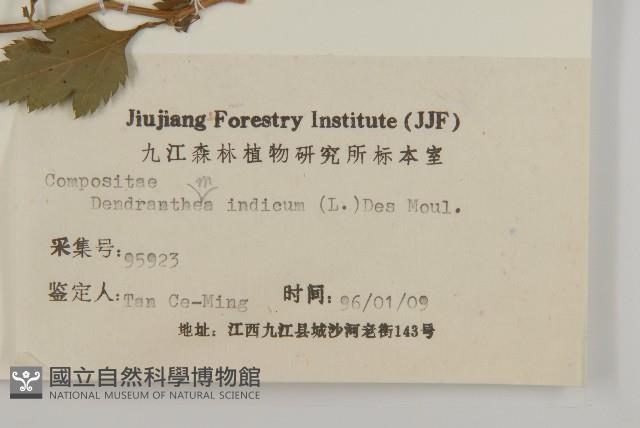 Jiujiang Forestry Institute (JJF)
九江森林植物研究所标本室
Compositae
m
Dendranthea indicum (L.)Des Moul.
采集号:95923
鉴定人:Tan Ce-Ming 时间:96/01/09
地址:江西九江县城沙河老街143号
國立自然科學博物館
NATIONAL MUSEUM OF NATURAL SCIENCE